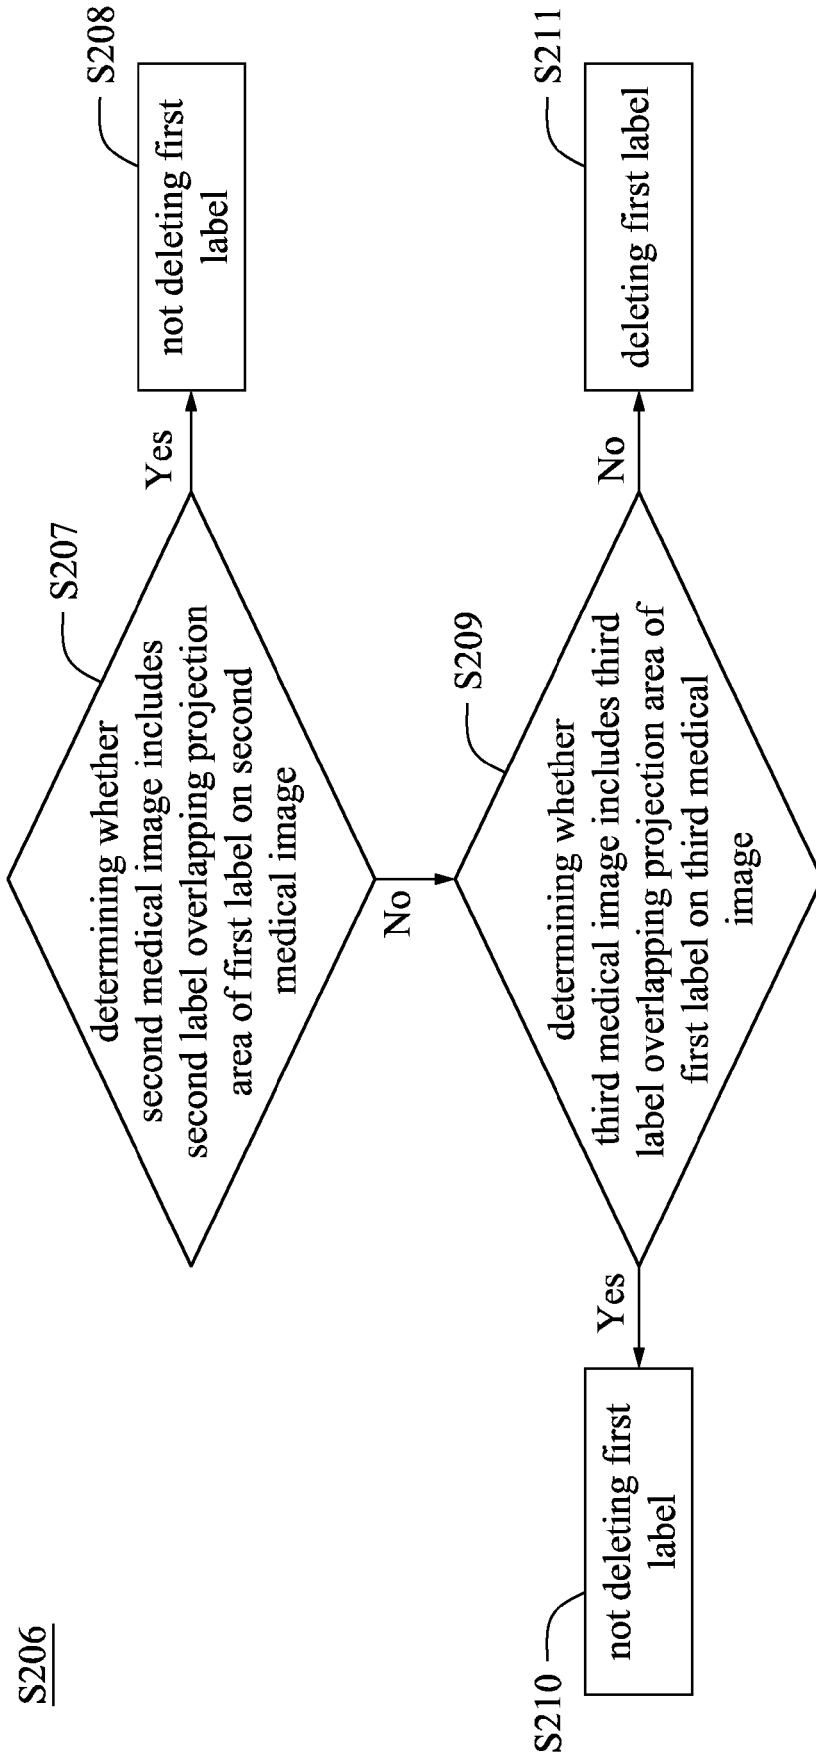 S206
S207
determining whether
second medical image includes
second label overlapping projection
area of first label on second
medical image
Yes
S208
not deleting first
label
No
S209
determining whether
third medical image includes third
label overlapping projection area of
first label on third medical
image
Yes
S210
not deleting first
label
No
S211
deleting first label